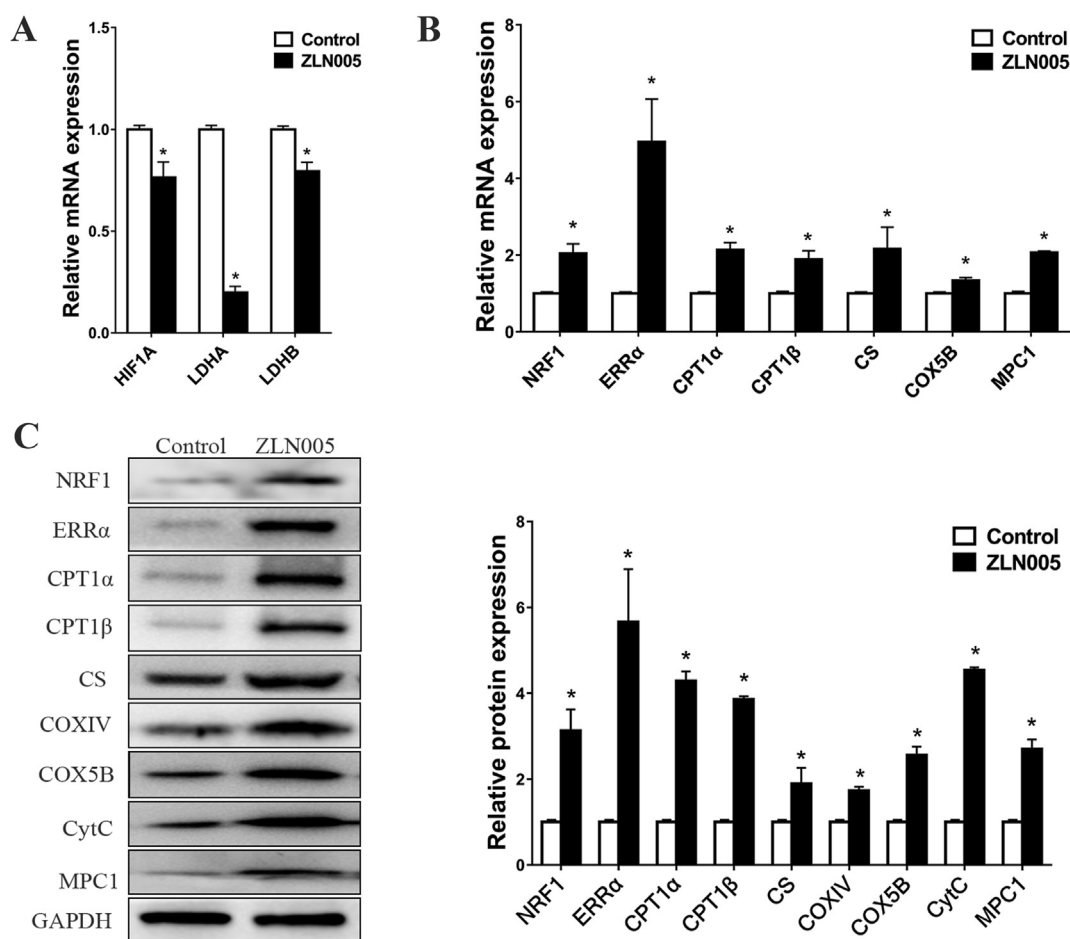 A
Control
ZLN005
Relative mRNA expression
1.5
1.0
0.5
0.0
*
*
*
HIF1A
LDHA
LDHB
B
Control
ZLN005
Relative mRNA expression
8
6
4
2
0
*
*
*
*
*
*
*
NRF1
ERRα
CPT1α
CPT1β
CS
COX5B
MPC1
C
Control ZLN005
NRF1
ERRα
CPT1α
CPT1β
CS
COXIV
COX5B
CytC
MPC1
GAPDH
Control
ZLN005
Relative protein expression
8
6
4
2
0
*
*
*
*
*
*
*
*
*
NRF1
ERRα
CPT1α
CPT1β
CS
COXIV
COX5B
CytC
MPC1